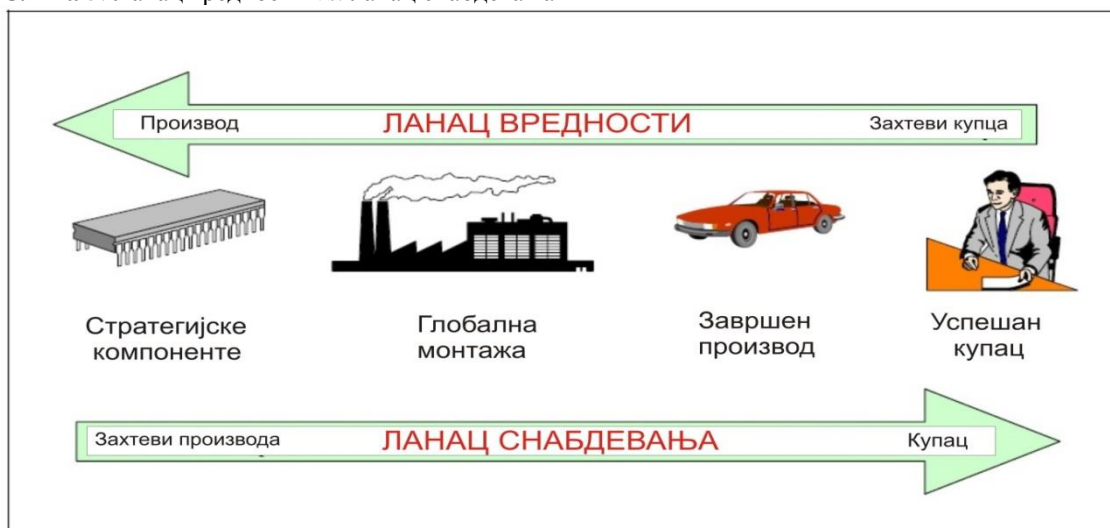 Производ ЛАНАЦ ВРЕДНОСТИ Захтеви купца
Стратегијске
компоненте
Глобална
монтажа
Завршен
производ
Успешан
купац
Захтеви производа ЛАНАЦ СНАБДЕВАЊА Купац